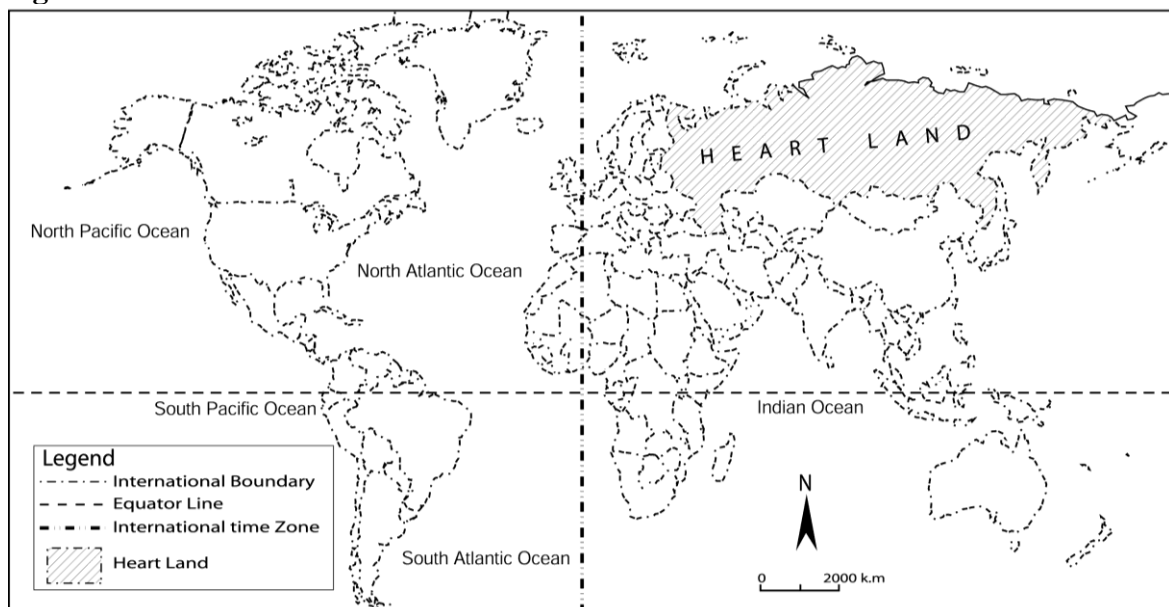 HEART LAND
North Pacific Ocean
North Atlantic Ocean
South Pacific Ocean
Indian Ocean
Legend
International Boundary
Equator Line
International time Zone
Heart Land
South Atlantic Ocean
N
0 2000 k.m